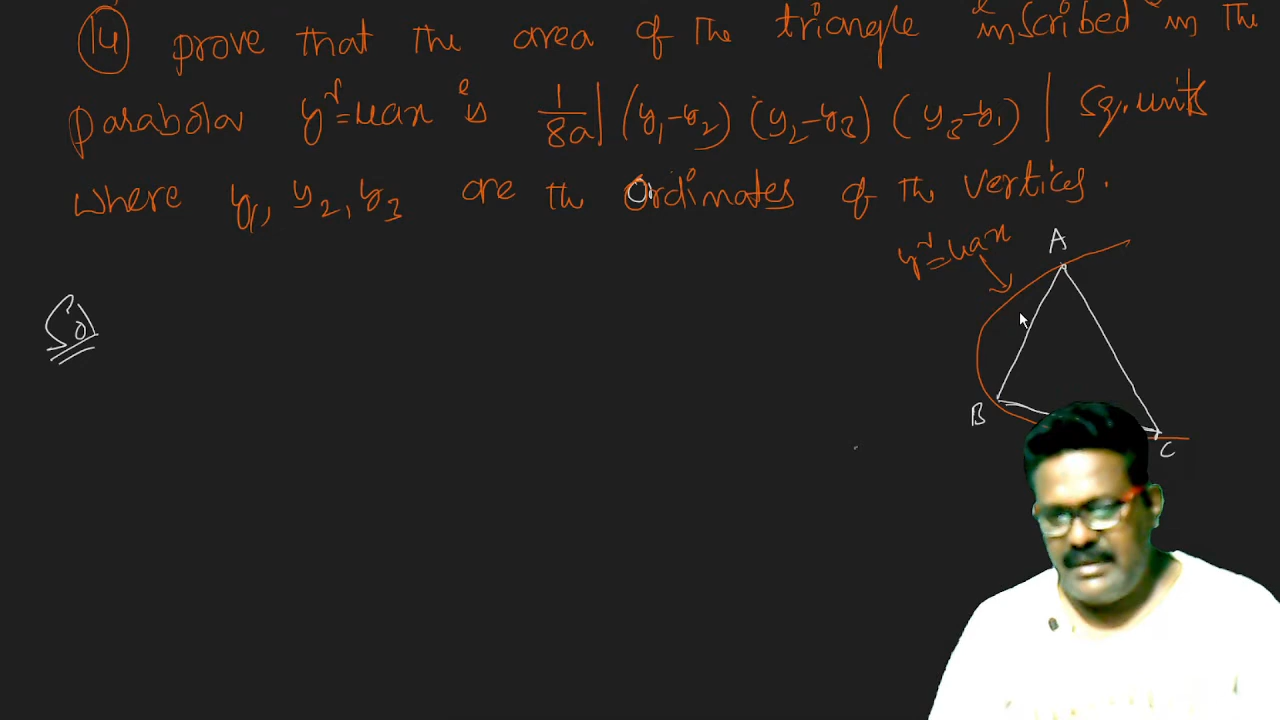 14 prove that the area of the triangle inscribed in the
parabola y²=4ax is 1/8a |(y₁-y₂) (y₂-y₃) (y₃-y₁)| Sq.units
where y₁, y₂, y₃ are the ordinates of the vertices.
y²=4ax
A
Sol
B
C